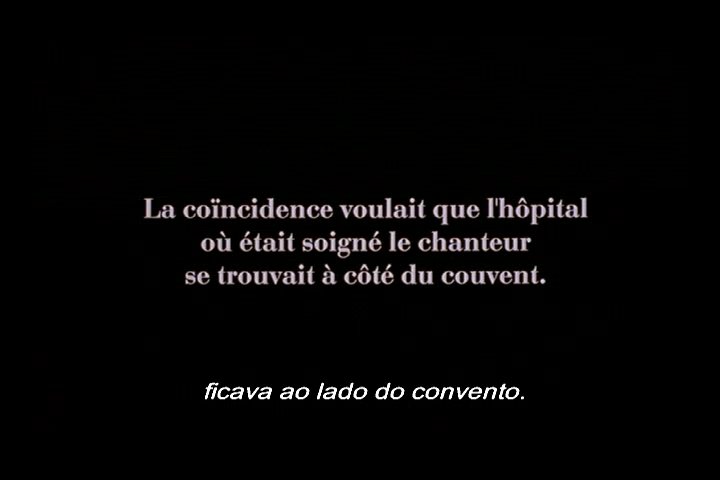 La coïncidence voulait que l'hôpital
où était soigné le chanteur
se trouvait à côté du couvent.
ficava ao lado do convento.